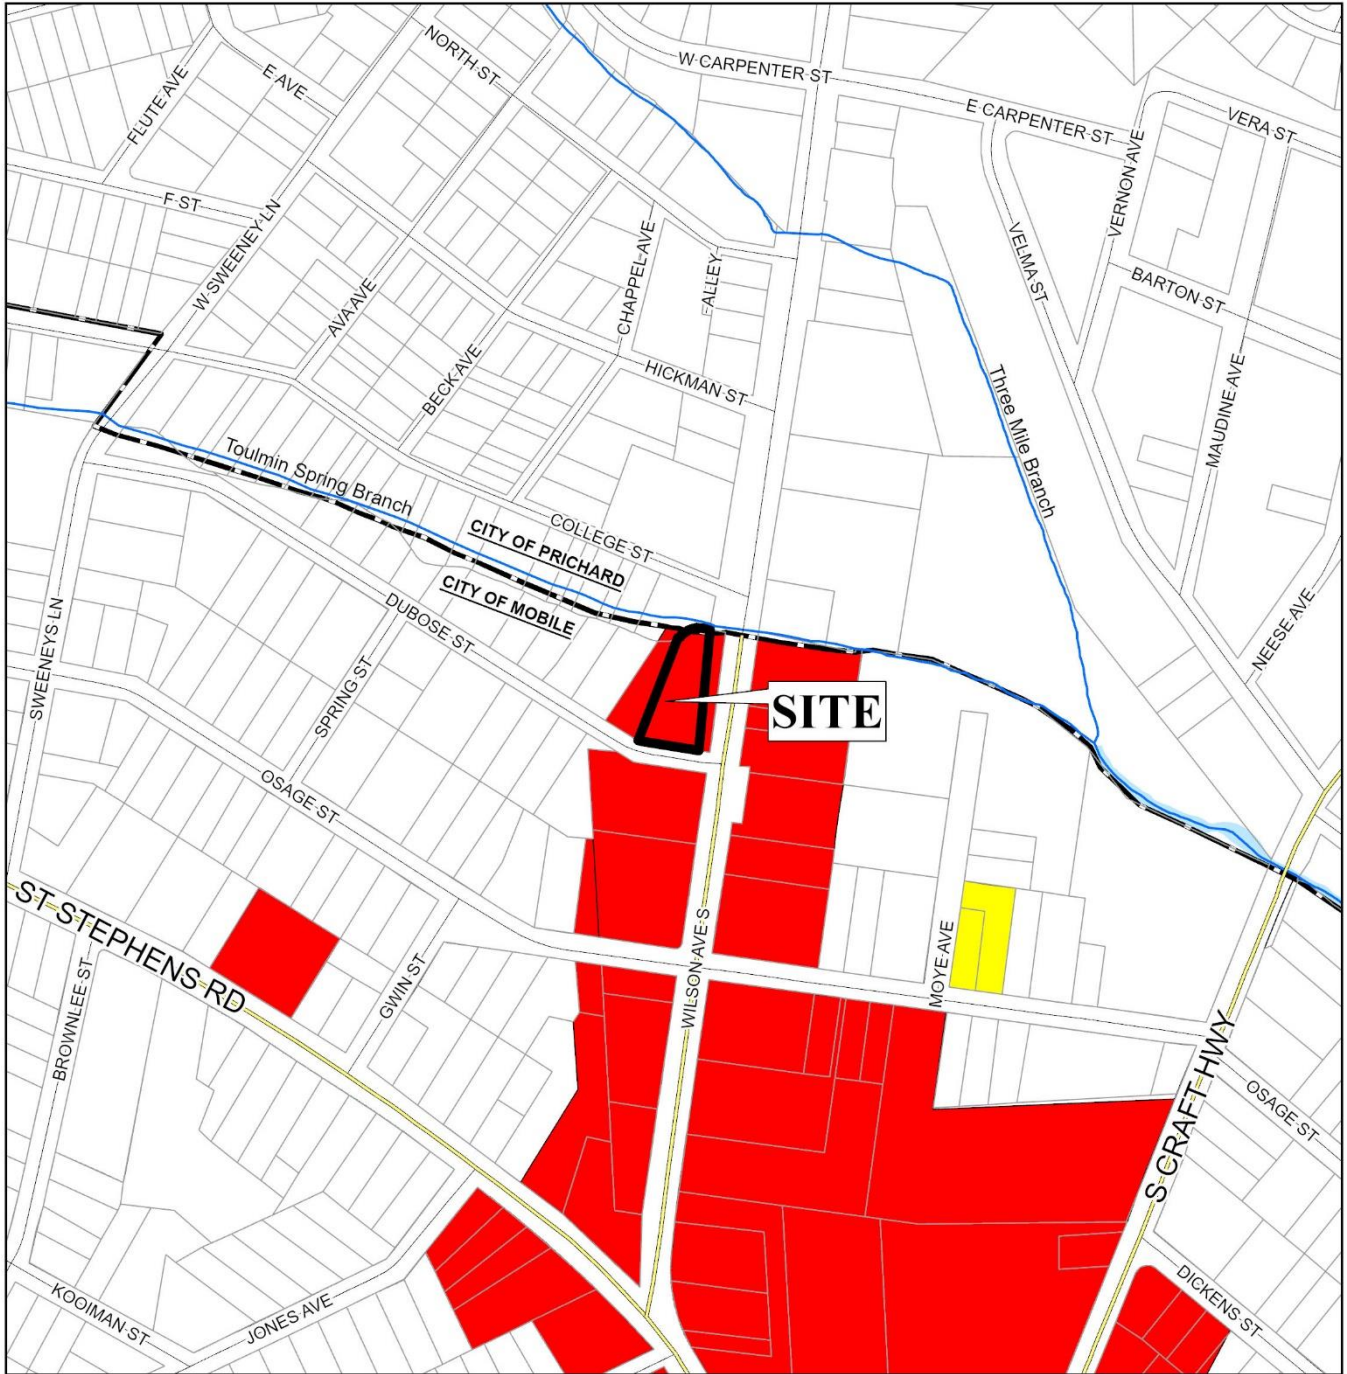 NORTH ST
W CARPENTER ST
E CARPENTER ST
VERA ST
FLUTE AVE
E AVE
VERNON AVE
F ST
W SWEENEY LN
CHAPPEL AVE
ALLEY
VELMA ST
BARTON ST
AVA AVE
BECK AVE
HICKMAN ST
Three Mile Branch
MAUDINE AVE
Toulmin Spring Branch
COLLEGE ST
CITY OF PRICHARD
CITY OF MOBILE
DUBOSE ST
NEESE AVE
SWEENEYS LN
SPRING ST
SITE
OSAGE ST
ST STEPHENS RD
WILSON AVE S
MOYE AVE
GWIN ST
BROWNLEE ST
S CRAFT HWY
OSAGE ST
KOOIMAN ST
JONES AVE
DICKENS ST